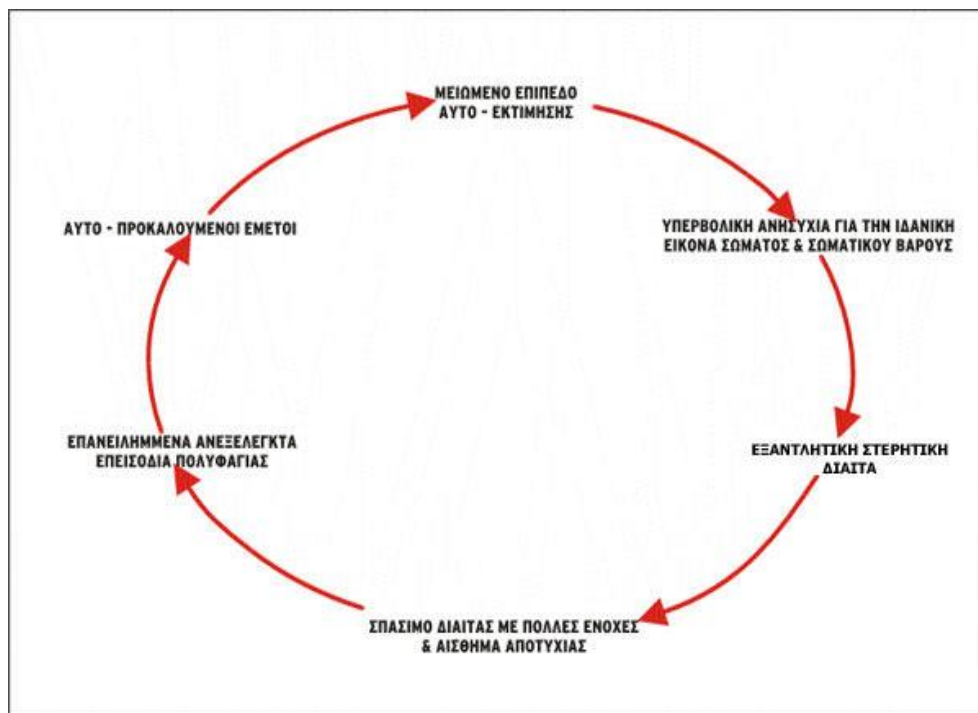 ΜΕΙΩΜΕΝΟ ΕΠΙΠΕΔΟ
ΑΥΤΟ - ΕΚΤΙΜΗΣΗΣ
ΥΠΕΡΒΟΛΙΚΗ ΑΝΗΣΥΧΙΑ ΓΙΑ ΤΗΝ ΙΔΑΝΙΚΗ
ΕΙΚΟΝΑ ΣΩΜΑΤΟΣ & ΣΩΜΑΤΙΚΟΥ ΒΑΡΟΥΣ
ΕΞΑΝΤΛΗΤΙΚΗ ΣΤΕΡΗΤΙΚΗ
ΔΙΑΙΤΑ
ΣΠΑΣΙΜΟ ΔΙΑΙΤΑΣ ΜΕ ΠΟΛΛΕΣ ΕΝΟΧΕΣ
& ΑΙΣΘΗΜΑ ΑΠΟΤΥΧΙΑΣ
ΕΠΑΝΕΙΛΗΜΜΕΝΑ ΑΝΕΞΕΛΕΓΚΤΑ
ΕΠΕΙΣΟΔΙΑ ΠΟΛΥΦΑΓΙΑΣ
ΑΥΤΟ - ΠΡΟΚΑΛΟΥΜΕΝΟΙ ΕΜΕΤΟΙ